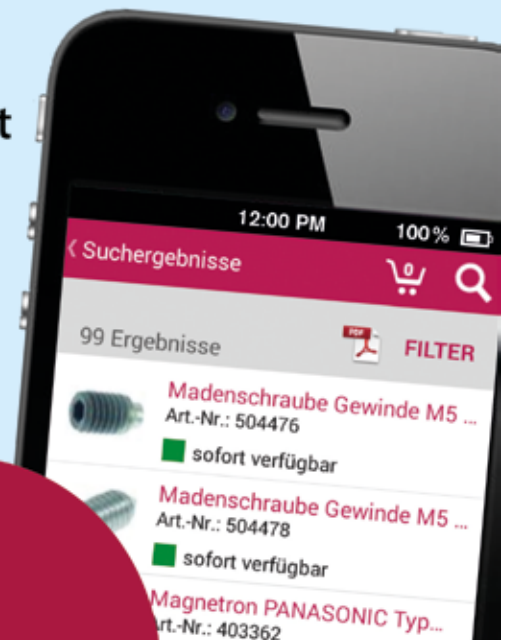 t
12:00 PM 100%
‹ Suchergebnisse 0
99 Ergebnisse PDF FILTER
Madenschraube Gewinde M5 ...
Art.-Nr.: 504476
sofort verfügbar
Madenschraube Gewinde M5 ...
Art.-Nr.: 504478
sofort verfügbar
Magnetron PANASONIC Typ...
rt.-Nr.: 403362